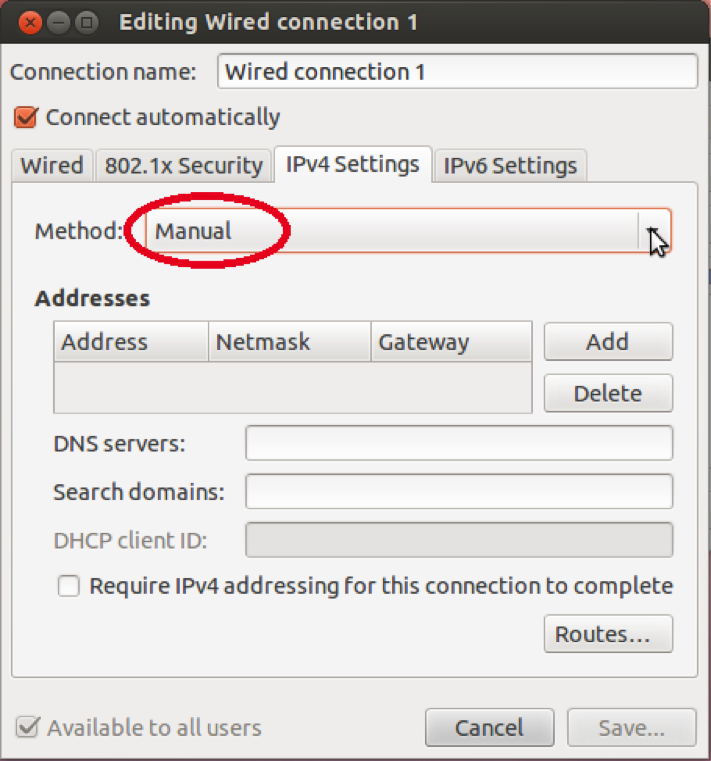 Editing Wired connection 1
Connection name: Wired connection 1
Connect automatically
Wired 802.1x Security IPv4 Settings IPv6 Settings
Method: Manual
Addresses
Address Netmask Gateway Add
Delete
DNS servers:
Search domains:
DHCP client ID:
Require IPv4 addressing for this connection to complete
Routes...
Available to all users Cancel Save...